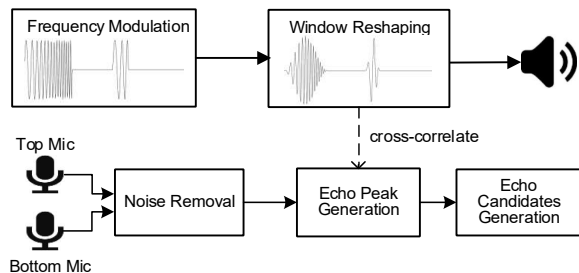 Frequency Modulation
Window Reshaping
cross-correlate
Top Mic
Noise Removal
Echo Peak
Generation
Echo
Candidates
Generation
Bottom Mic